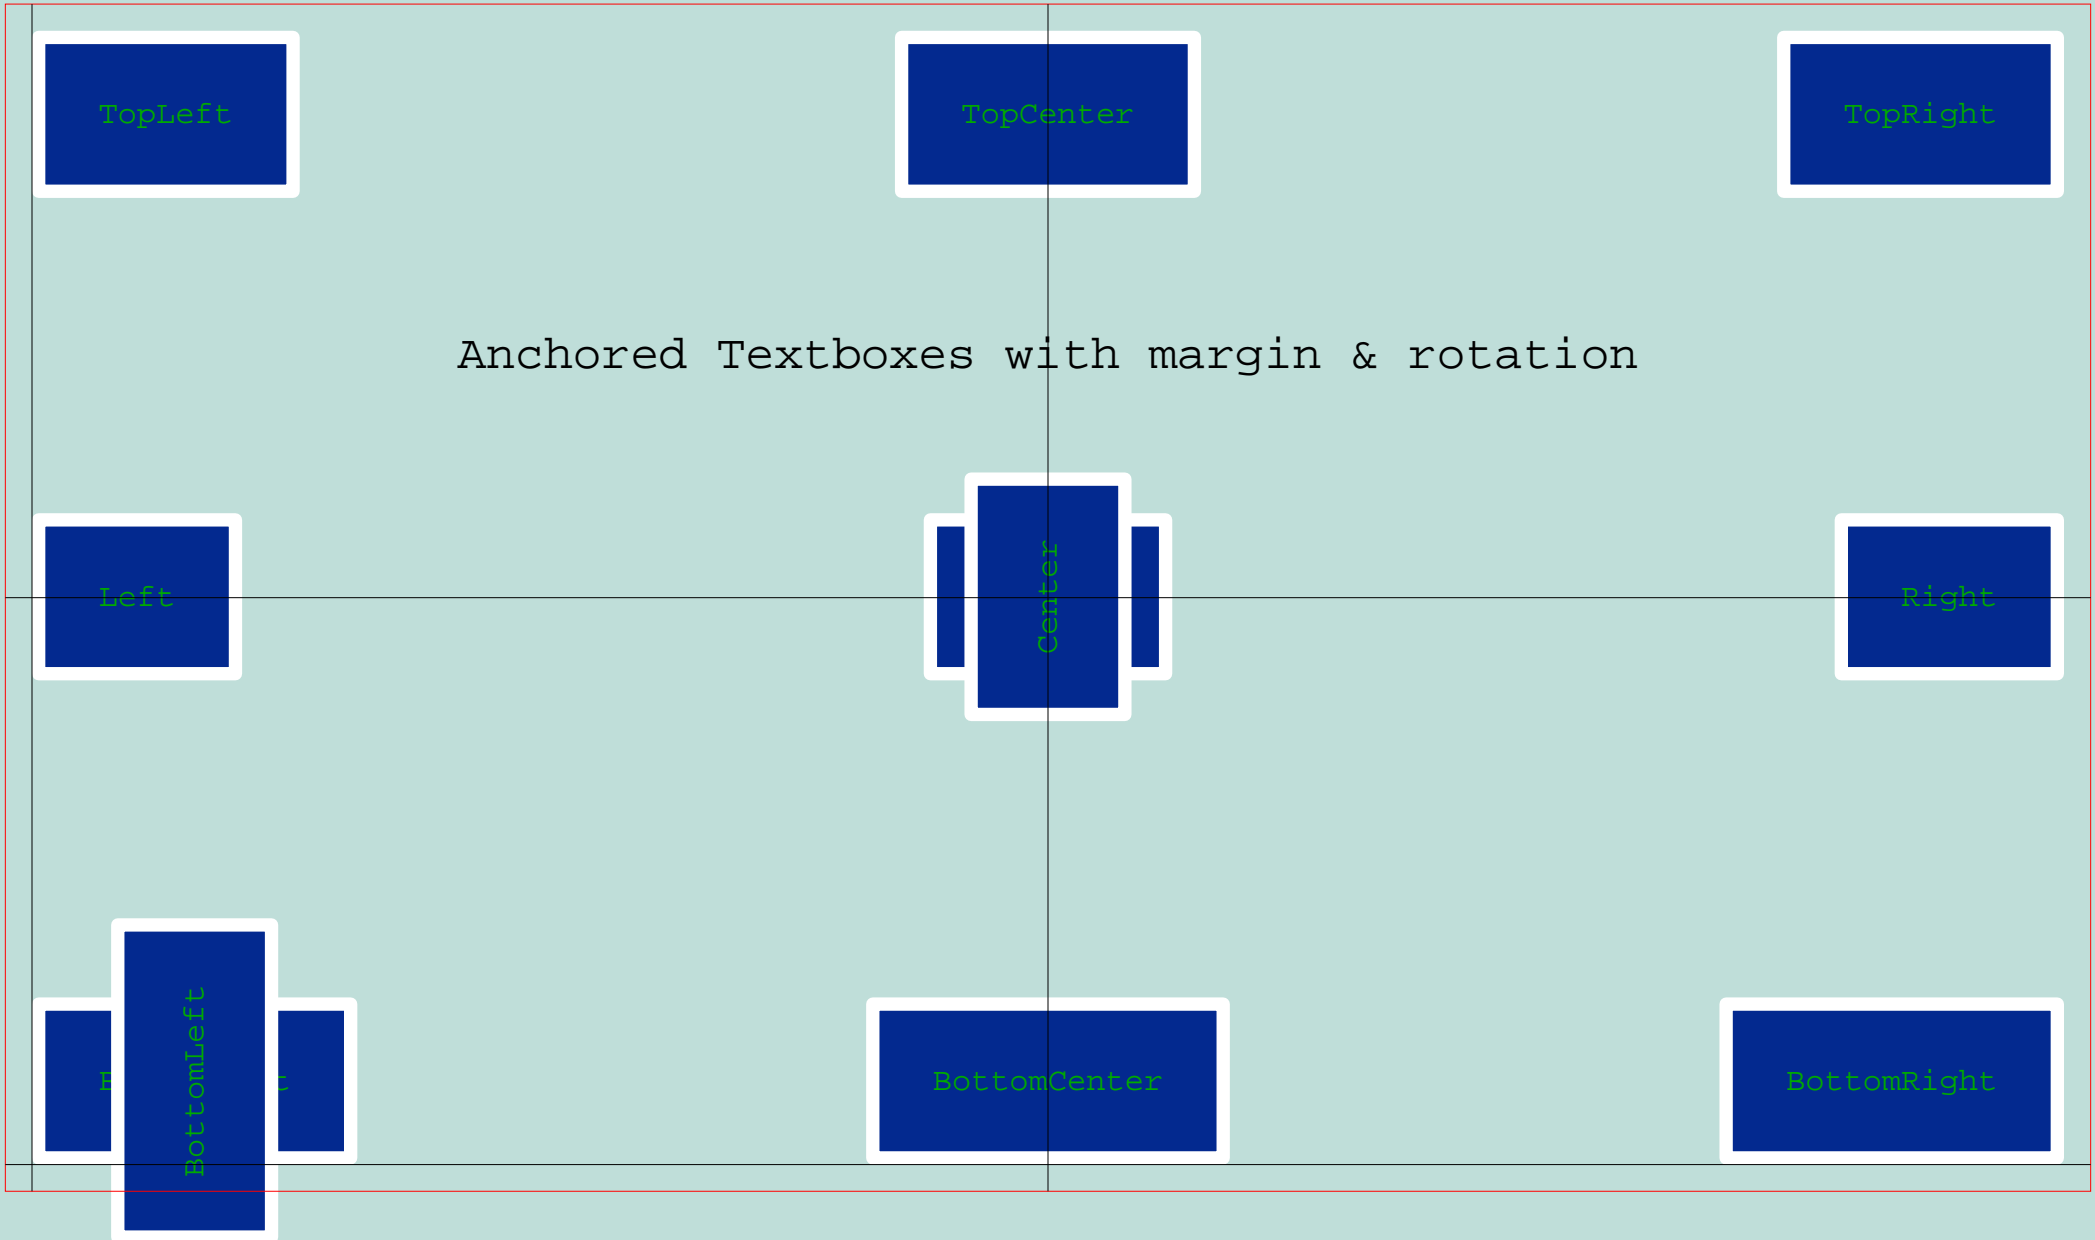 TopLeft TopCenter TopRight
Anchored Textboxes with margin & rotation
Left Center Right
BottomLeft BottomCenter BottomRight